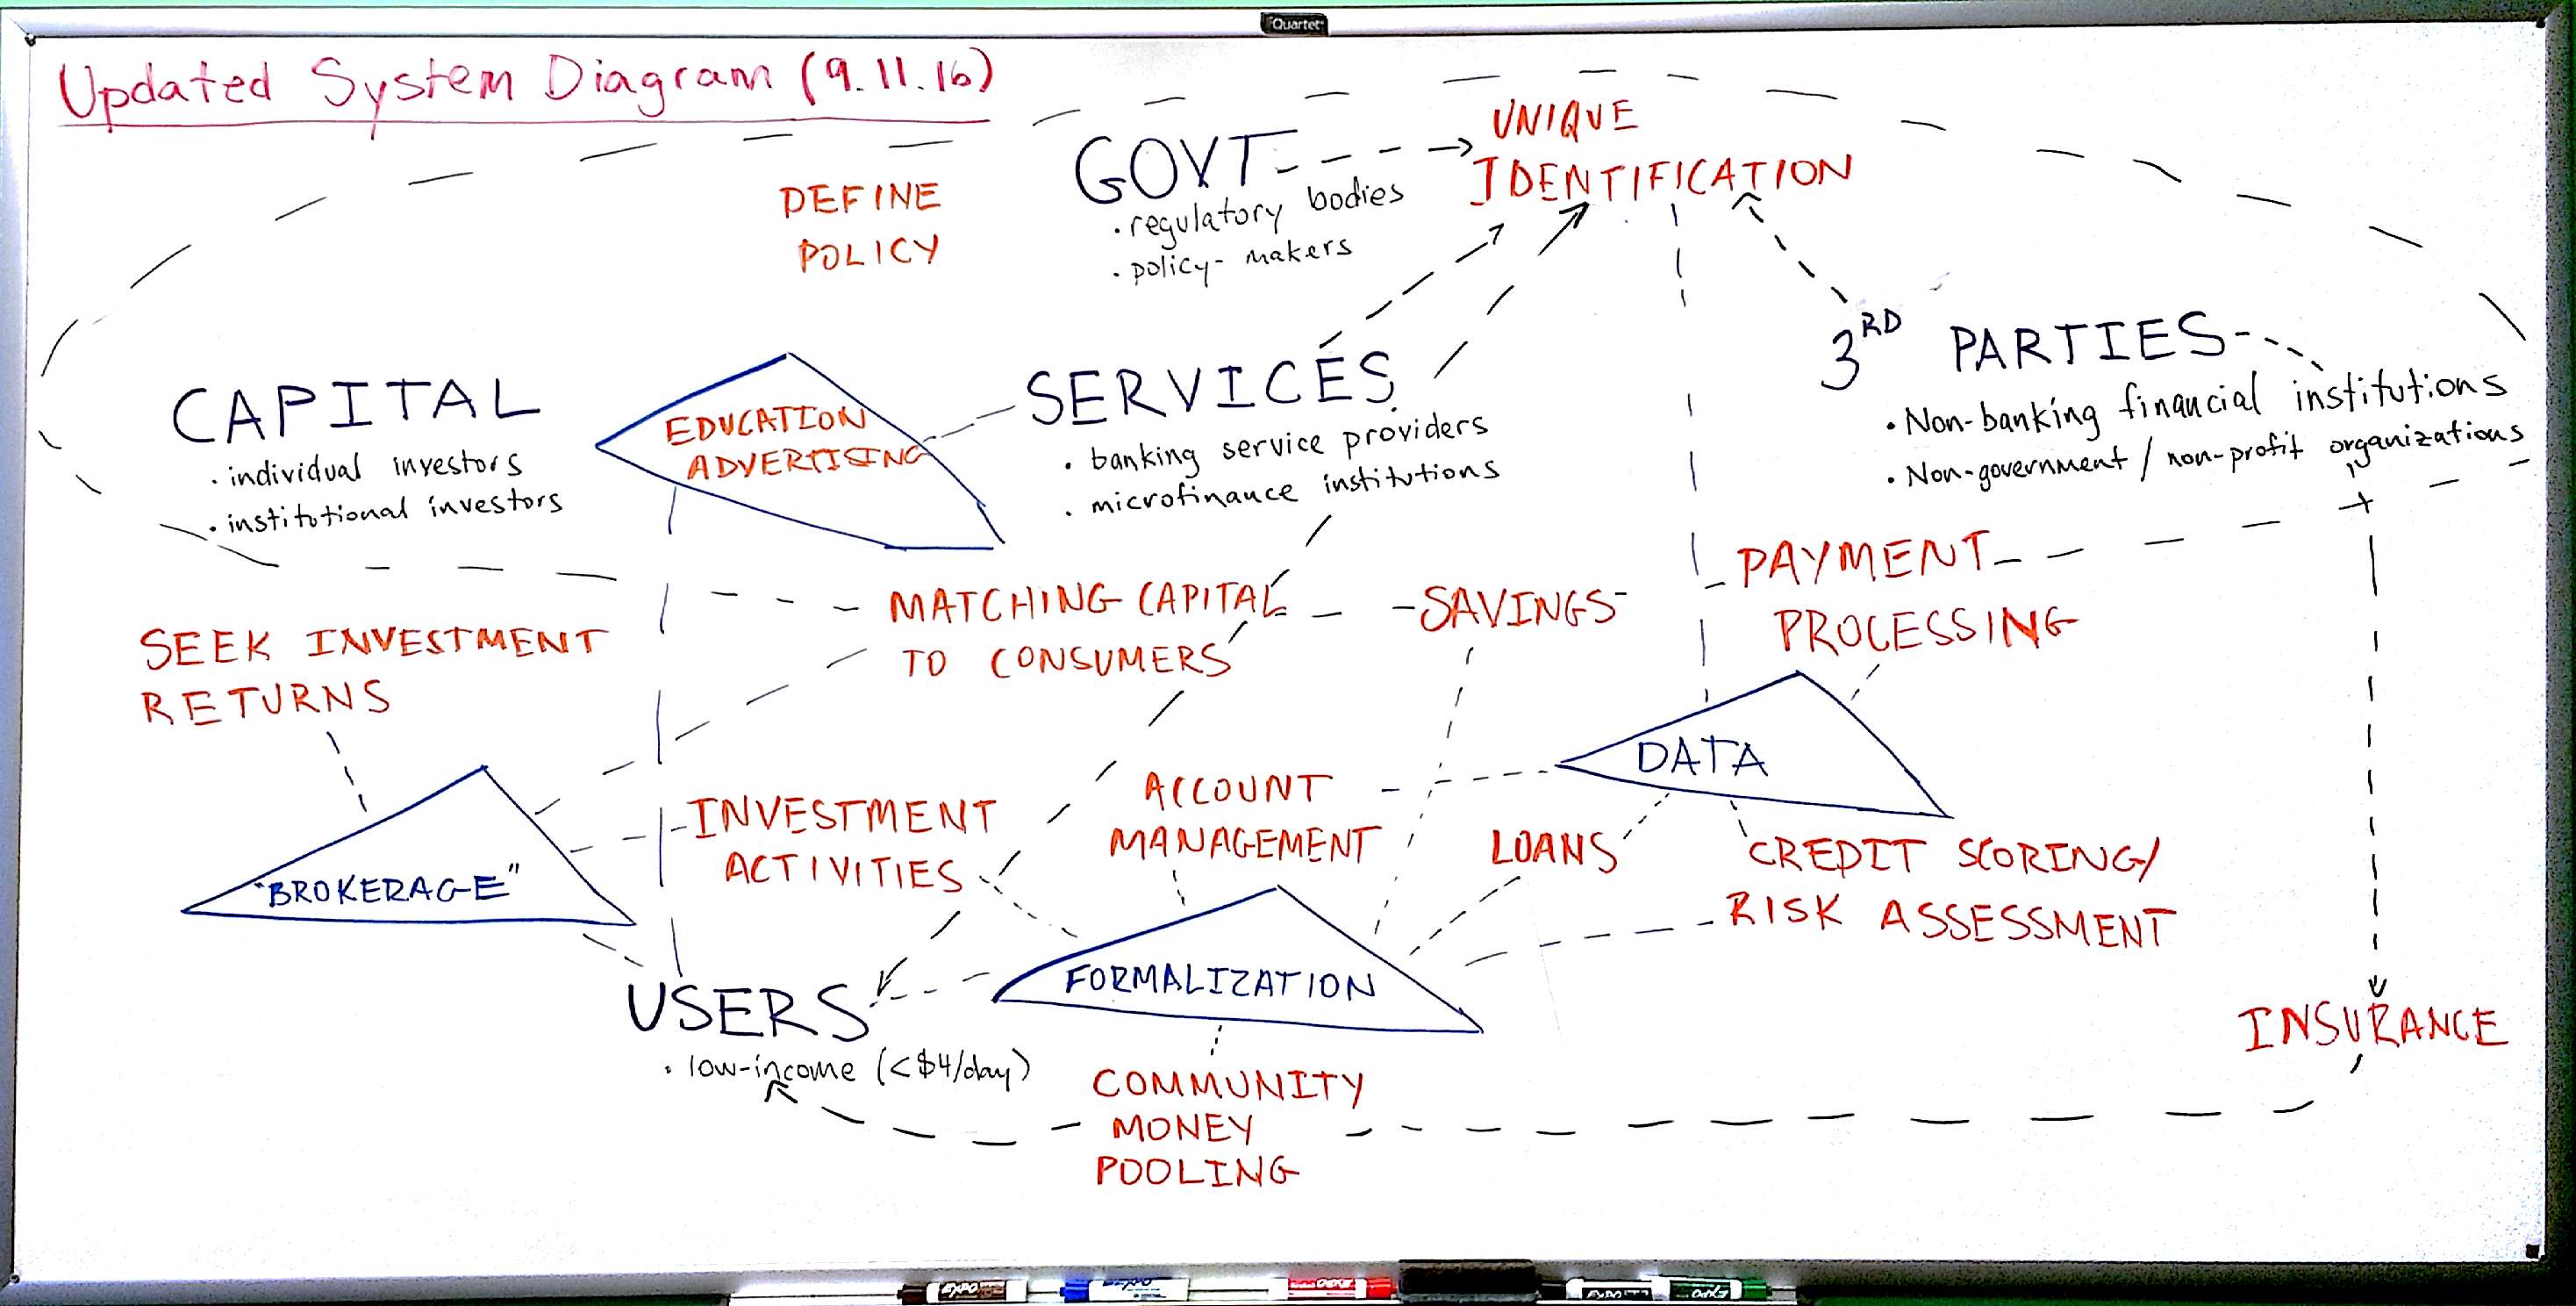 Quartet
Updated System Diagram (9.11.16)
UNIQUE
IDENTIFICATION
GOVT
· regulatory bodies
· policy-makers
DEFINE
POLICY
3RD PARTIES
· Non-banking financial institutions
· Non-government / non-profit organizations
CAPITAL
· individual investors
· institutional investors
EDUCATION
ADVERTISING
SERVICES
· banking service providers
· microfinance institutions
MATCHING CAPITAL
TO CONSUMERS
SAVINGS
PAYMENT
PROCESSING
SEEK INVESTMENT
RETURNS
DATA
INVESTMENT
ACTIVITIES
ACCOUNT
MANAGEMENT
LOANS
CREDIT SCORING/
RISK ASSESSMENT
"BROKERAGE"
FORMALIZATION
USERS
· low-income (<$4/day)
INSURANCE
COMMUNITY
MONEY
POOLING
EXPO
EXPO
EXPO
EXPO
EXPO